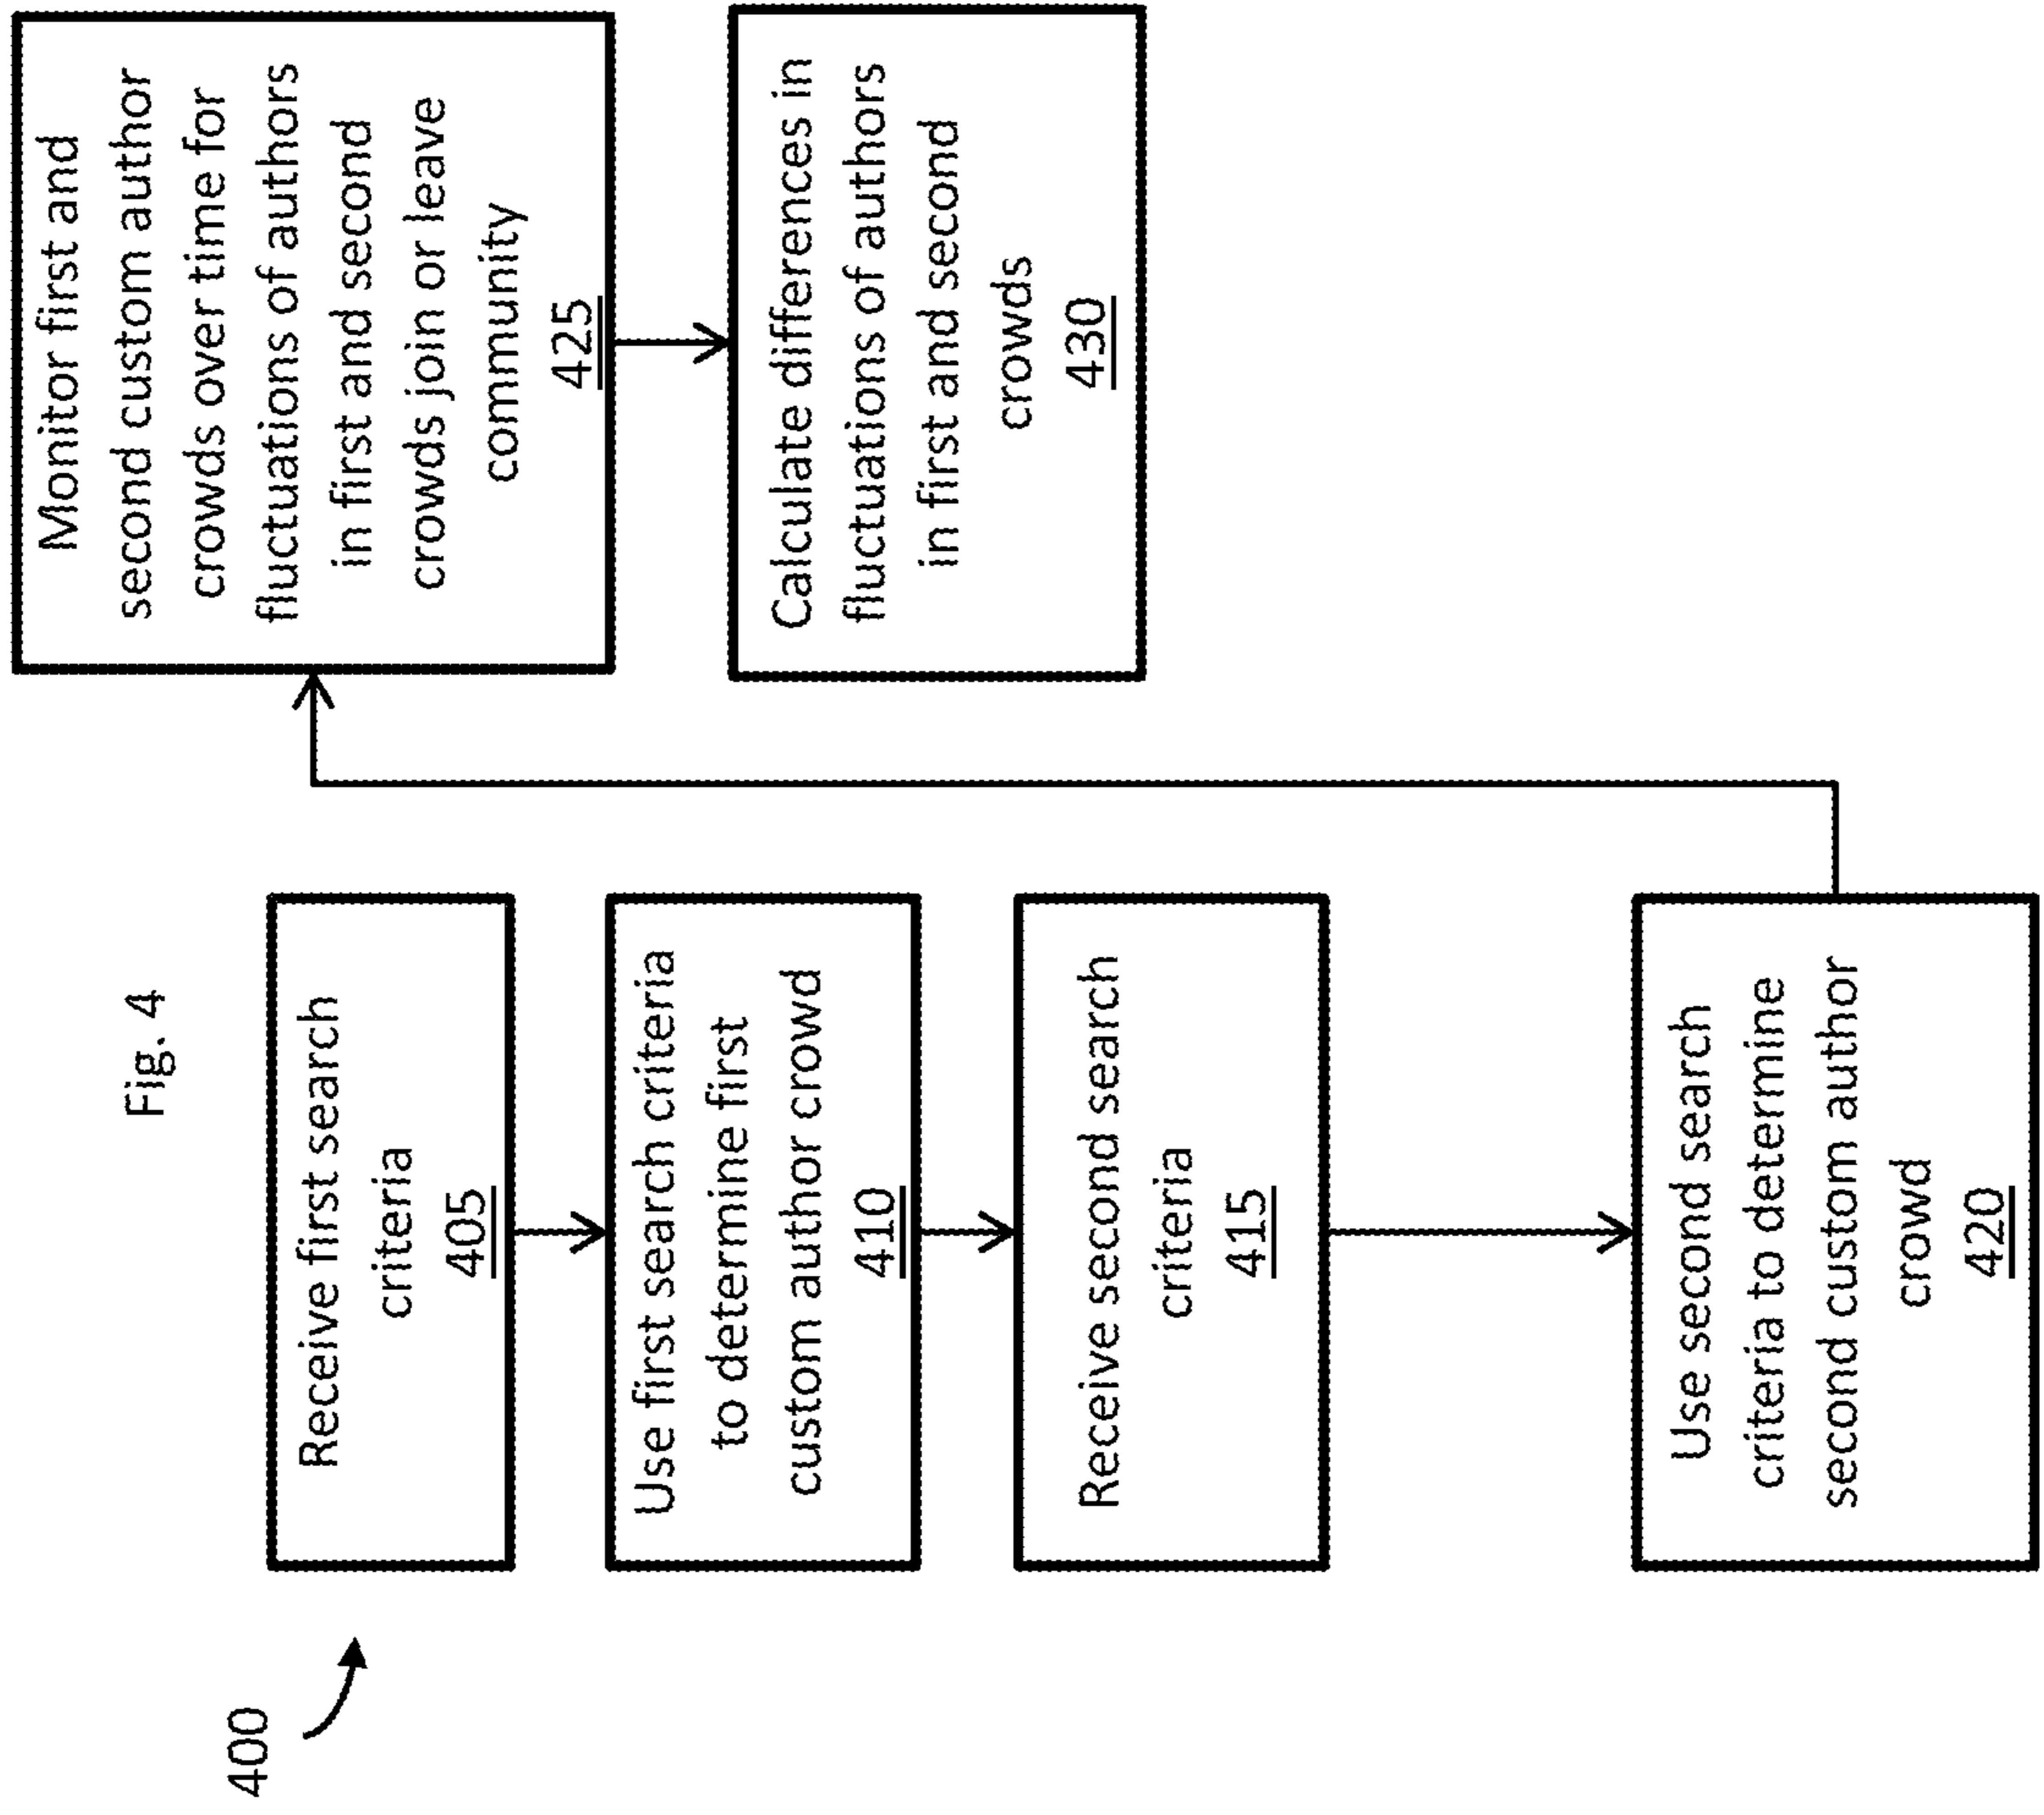 Fig. 4
400
Receive first search
criteria
405
Use first search criteria
to determine first
custom author crowd
410
Receive second search
criteria
415
Use second search
criteria to determine
second custom author
crowd
420
Monitor first and
second custom author
crowds over time for
fluctuations of authors
in first and second
crowds join or leave
community
425
Calculate differences in
fluctuations of authors
in first and second
crowds
430